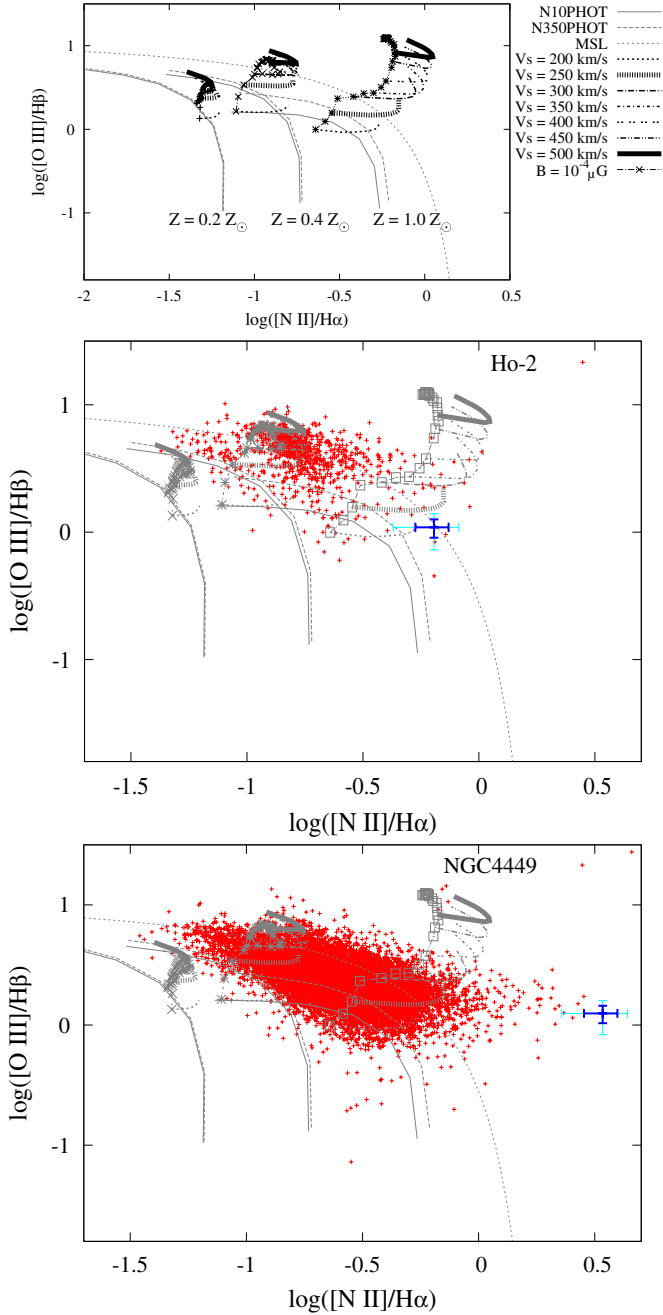 N10PHOT
N350PHOT
MSL
Vs = 200 km/s
Vs = 250 km/s
Vs = 300 km/s
Vs = 350 km/s
Vs = 400 km/s
Vs = 450 km/s
Vs = 500 km/s
B = 10⁻⁴ μG
log([O III]/Hβ)
1
0
-1
Z = 0.2 Z☉ Z = 0.4 Z☉ Z = 1.0 Z☉
-2 -1.5 -1 -0.5 0 0.5
log([N II]/Hα)
Ho-2
log([O III]/Hβ)
1
0
-1
-1.5 -1 -0.5 0 0.5
log([N II]/Hα)
NGC4449
log([O III]/Hβ)
1
0
-1
-1.5 -1 -0.5 0 0.5
log([N II]/Hα)